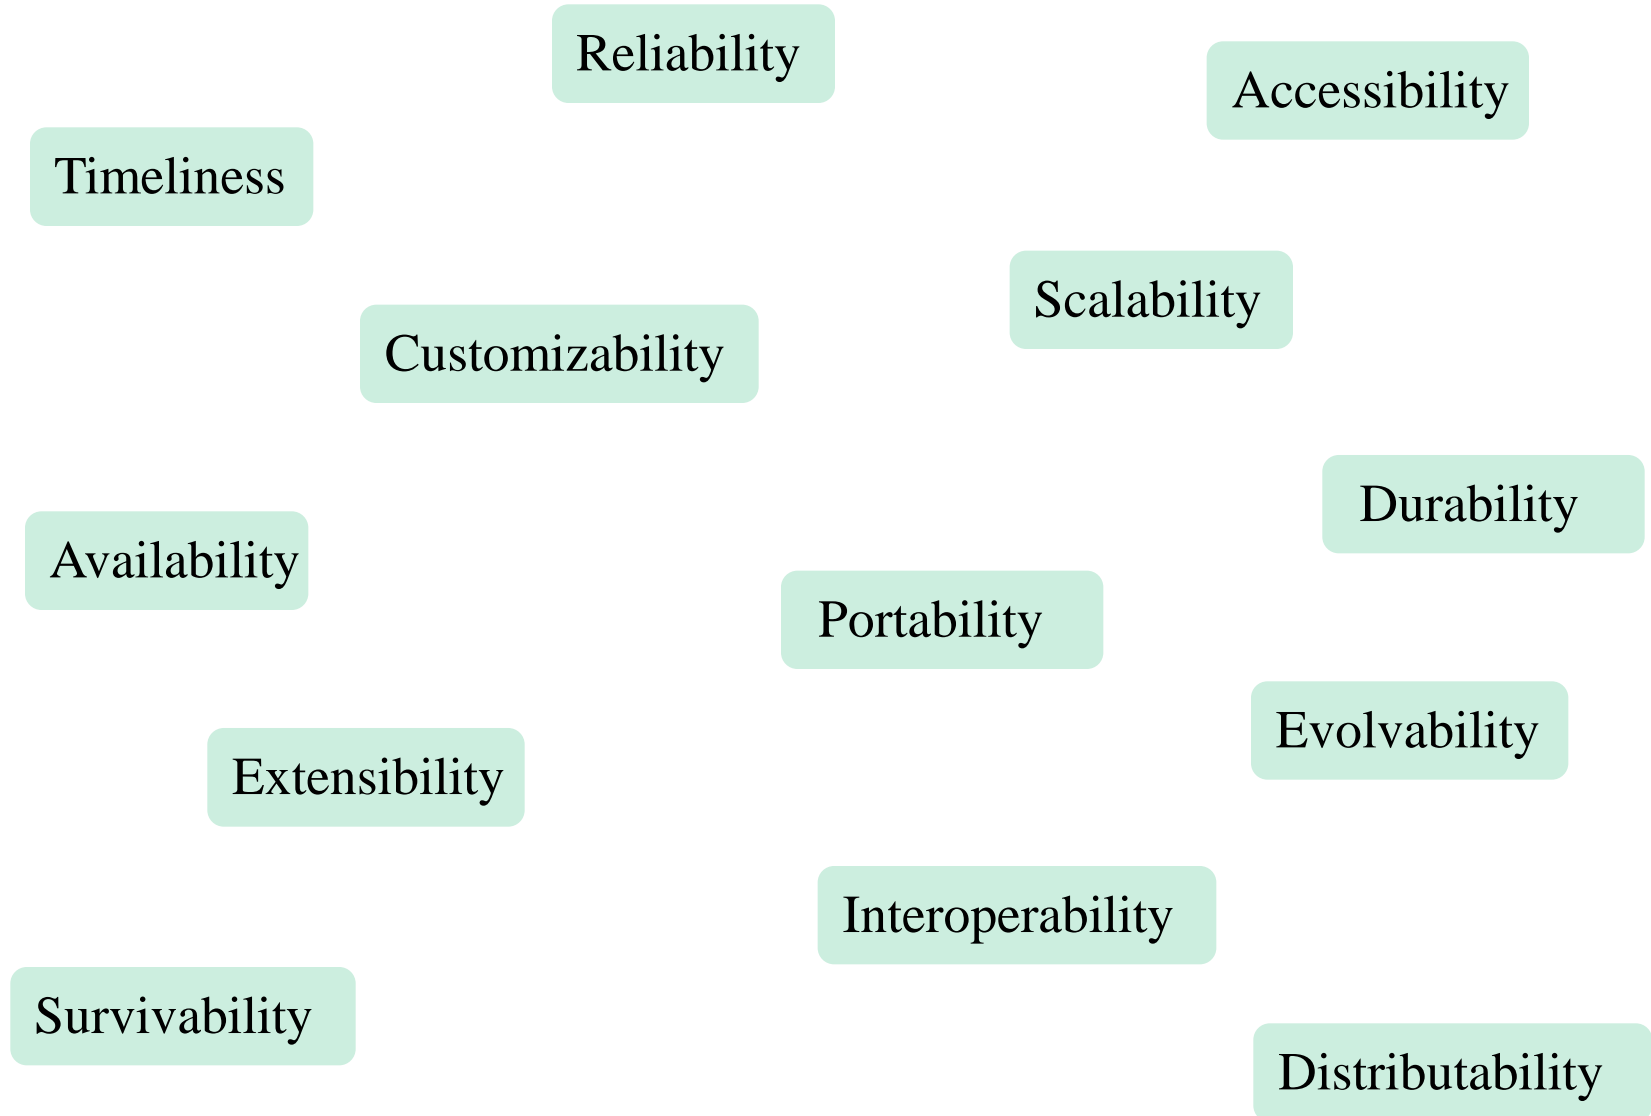 Reliability
Accessibility
Timeliness
Scalability
Customizability
Durability
Availability
Portability
Evolvability
Extensibility
Interoperability
Survivability
Distributability